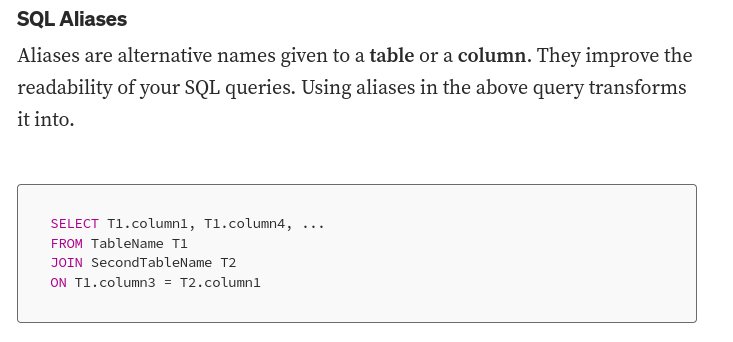 SQL Aliases
Aliases are alternative names given to a table or a column. They improve the
readability of your SQL queries. Using aliases in the above query transforms
it into.
SELECT T1.column1, T1.column4, ...
FROM TableName T1
JOIN SecondTableName T2
ON T1.column3 = T2.column1